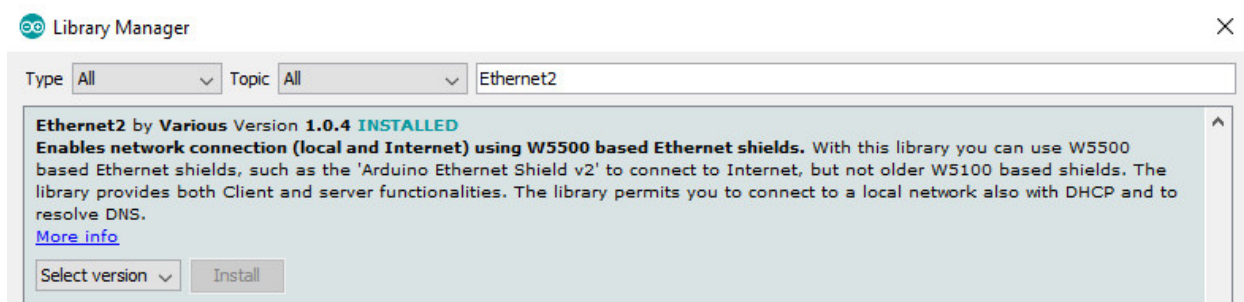 Library Manager
Type All Topic All Ethernet2
Ethernet2 by Various Version 1.0.4 INSTALLED
Enables network connection (local and Internet) using W5500 based Ethernet shields. With this library you can use W5500
based Ethernet shields, such as the 'Arduino Ethernet Shield v2' to connect to Internet, but not older W5100 based shields. The
library provides both Client and server functionalities. The library permits you to connect to a local network also with DHCP and to
resolve DNS.
More info
Select version Install